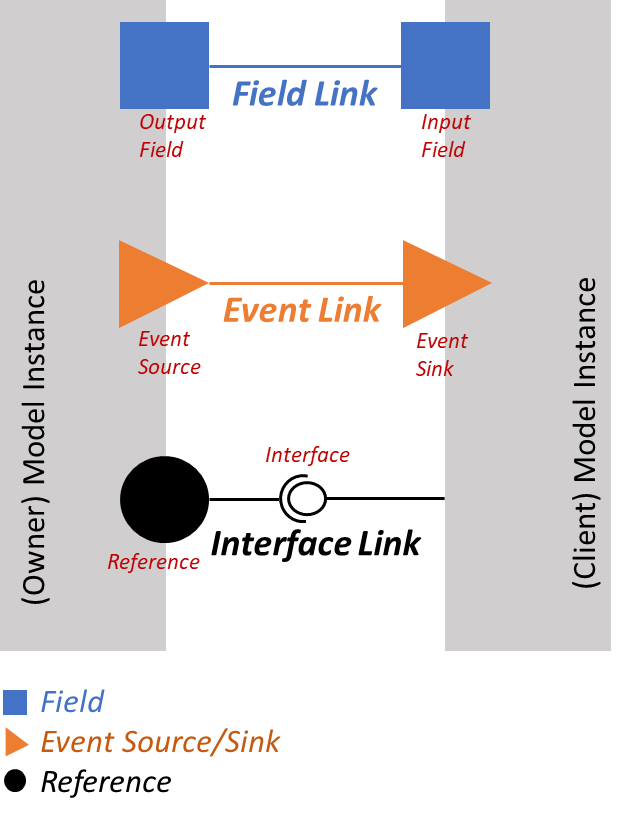 Field Link
Output
Field
Input
Field
(Owner) Model Instance
(Client) Model Instance
Event Link
Event
Source
Event
Sink
Interface
Interface Link
Reference
Field
Event Source/Sink
Reference